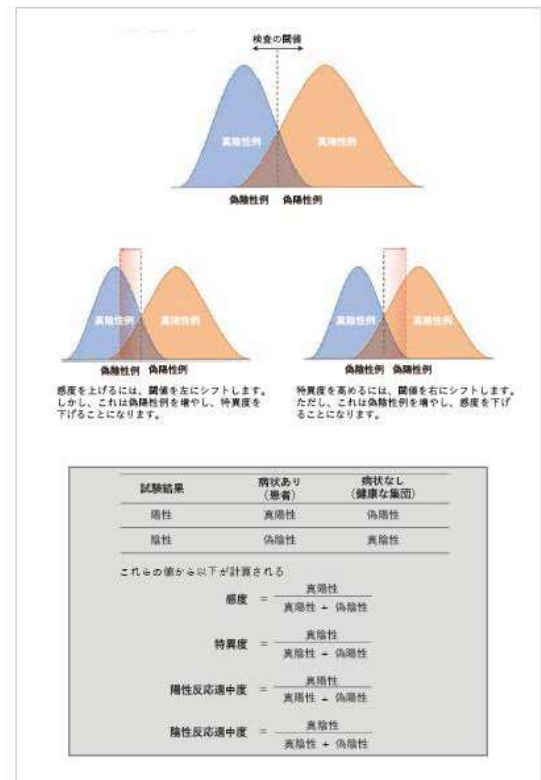 検査の閾値
真陰性例 真陽性例
偽陰性例 偽陽性例
真陰性例 真陽性例
偽陰性例 偽陽性例
感度を上げるには、閾値を左にシフトします。
しかし、これは偽陽性例を増やし、特異度を
下げることになります。
真陰性例 真陽性例
偽陰性例 偽陽性例
特異度を高めるには、閾値を右にシフトします。
ただし、これは偽陰性例を増やし、感度を下げ
ることになります。
試験結果 病状あり (患者) 病状なし (健康な集団)
陽性 真陽性 偽陽性
陰性 偽陰性 真陰性
これらの値から以下が計算される
感度 = 真陽性
真陽性 + 偽陰性
特異度 = 真陰性
真陰性 + 偽陽性
陽性反応適中度 = 真陽性
真陽性 + 偽陽性
陰性反応適中度 = 真陰性
真陰性 + 偽陰性